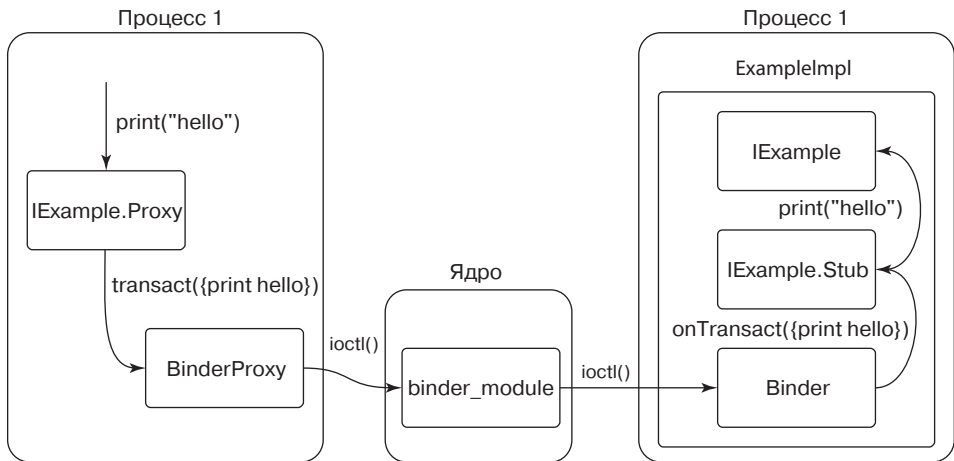 Процесс 1
print("hello")
IExample.Proxy
transact({print hello})
BinderProxy
ioctl()
Ядро
binder_module
ioctl()
Процесс 1
ExampleImpl
IExample
print("hello")
IExample.Stub
onTransact({print hello})
Binder